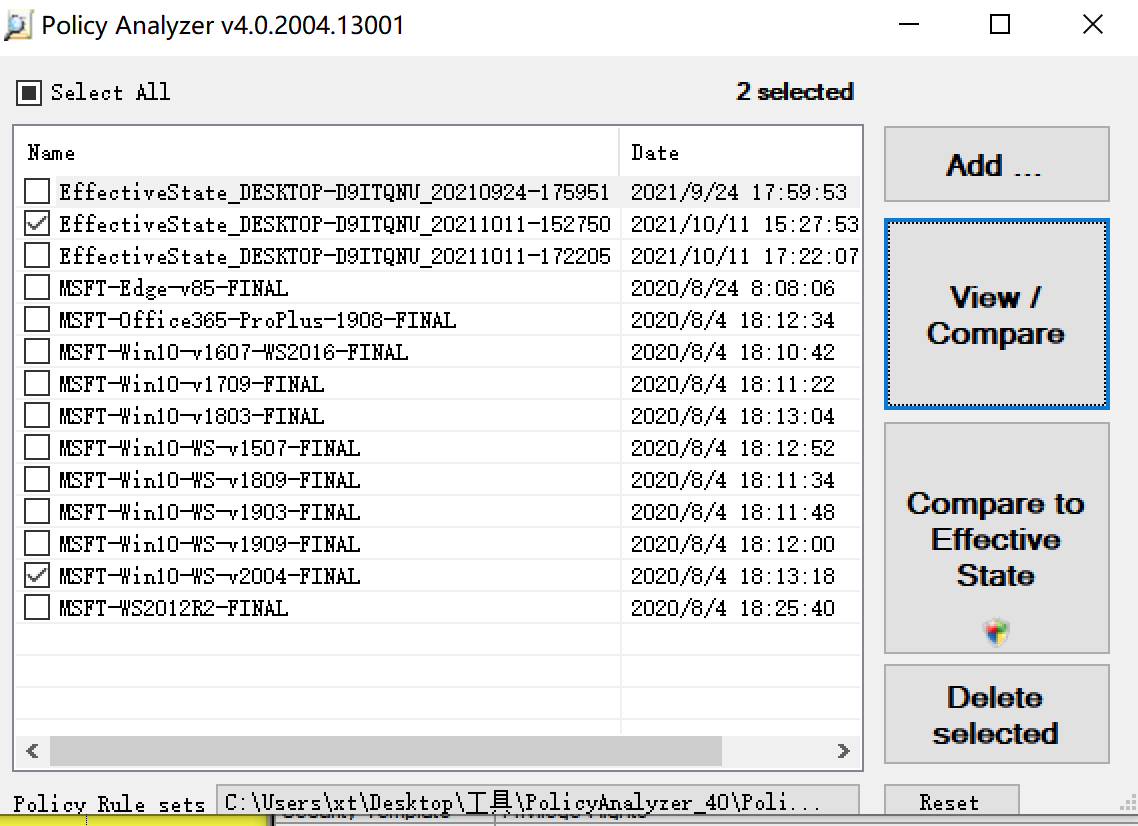 Policy Analyzer v4.0.2004.13001
Select All 2 selected
Name Date
EffectiveState_DESKTOP-D9ITQNU_20210924-175951 2021/9/24 17:59:53
EffectiveState_DESKTOP-D9ITQNU_20211011-152750 2021/10/11 15:27:53
EffectiveState_DESKTOP-D9ITQNU_20211011-172205 2021/10/11 17:22:07
MSFT-Edge-v85-FINAL 2020/8/24 8:08:06
MSFT-Office365-ProPlus-1908-FINAL 2020/8/4 18:12:34
MSFT-Win10-v1607-WS2016-FINAL 2020/8/4 18:10:42
MSFT-Win10-v1709-FINAL 2020/8/4 18:11:22
MSFT-Win10-v1803-FINAL 2020/8/4 18:13:04
MSFT-Win10-WS-v1507-FINAL 2020/8/4 18:12:52
MSFT-Win10-WS-v1809-FINAL 2020/8/4 18:11:34
MSFT-Win10-WS-v1903-FINAL 2020/8/4 18:11:48
MSFT-Win10-WS-v1909-FINAL 2020/8/4 18:12:00
MSFT-Win10-WS-v2004-FINAL 2020/8/4 18:13:18
MSFT-WS2012R2-FINAL 2020/8/4 18:25:40
Add ...
View /
Compare
Compare to
Effective
State
Delete
selected
Policy Rule sets C:\Users\xt\Desktop\工具\PolicyAnalyzer_40\Poli... Reset